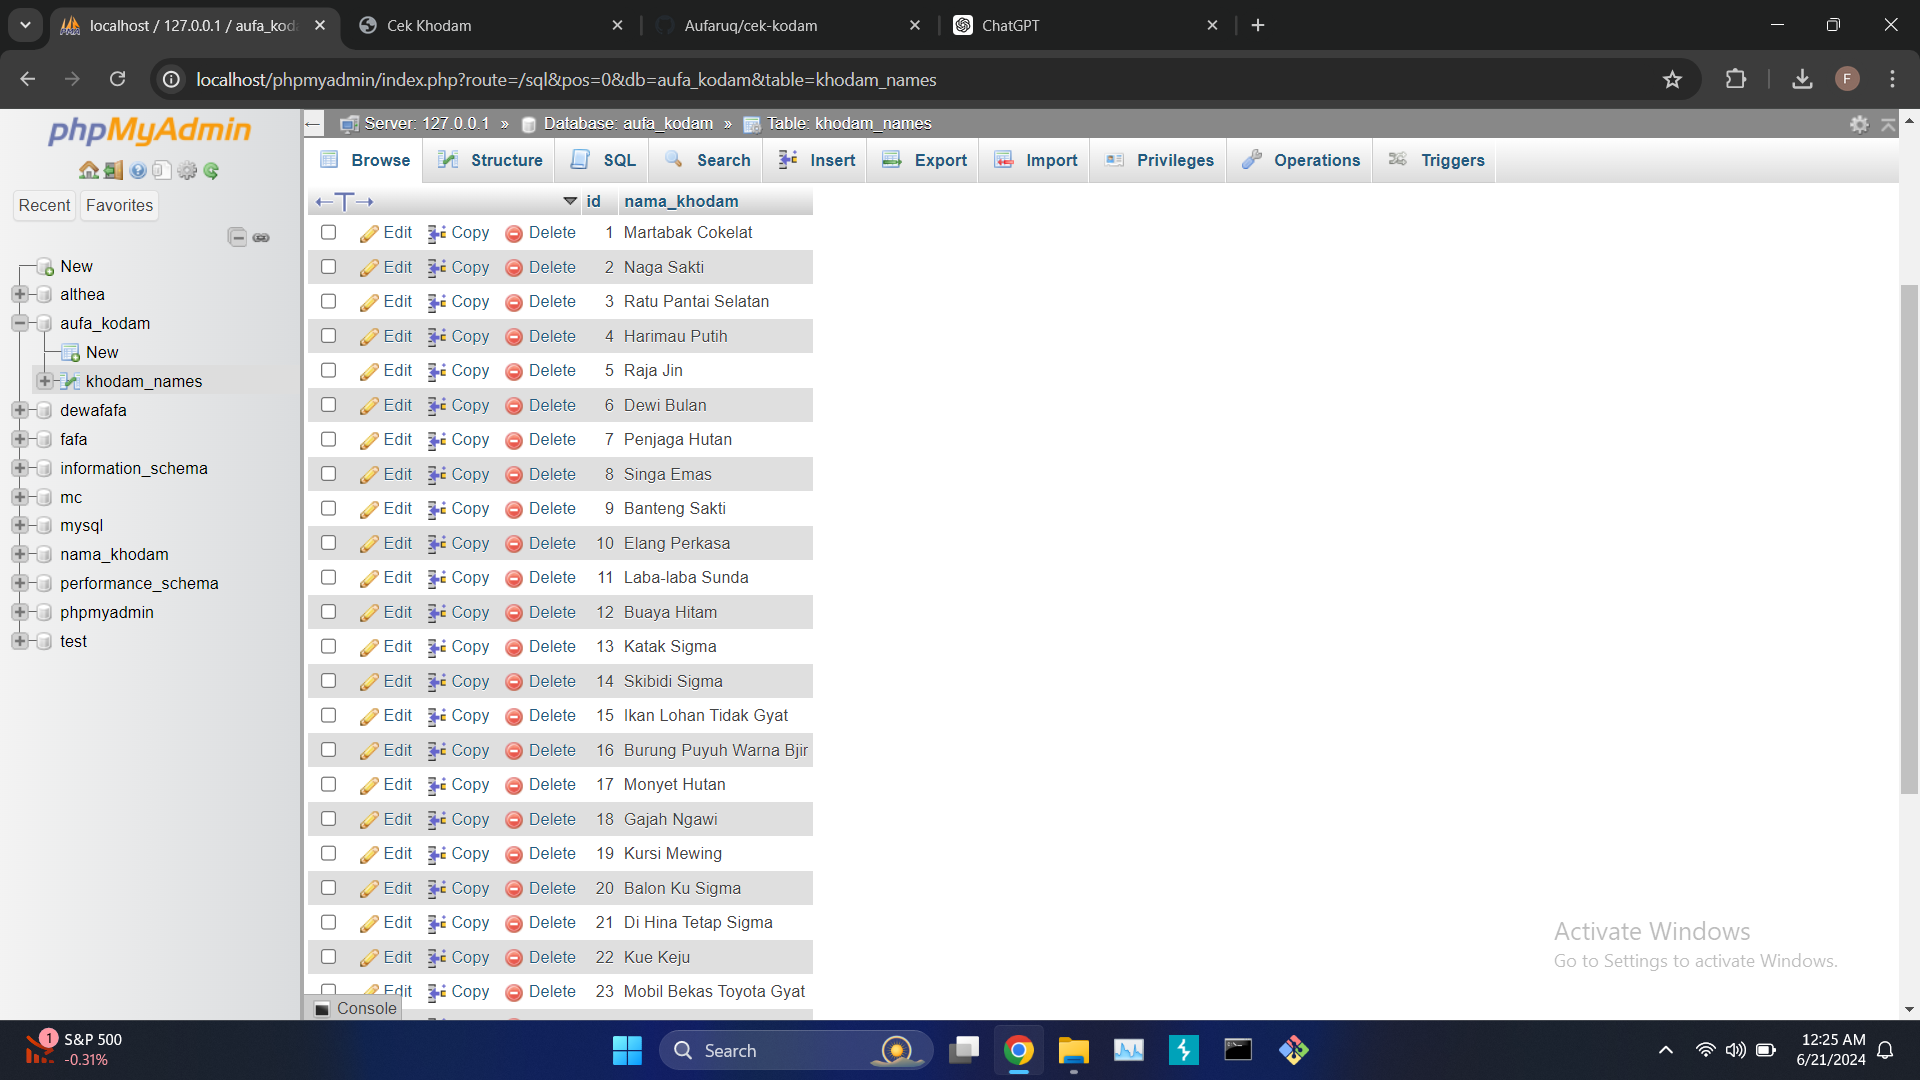 localhost / 127.0.0.1 / aufa_kod
Cek Khodam
Aufaruq/cek-kodam
ChatGPT
localhost/phpmyadmin/index.php?route=/sql&pos=0&db=aufa_kodam&table=khodam_names
F
phpMyAdmin
Recent
Favorites
New
althea
aufa_kodam
New
khodam_names
dewafafa
fafa
information_schema
mc
mysql
nama_khodam
performance_schema
phpmyadmin
test
Server: 127.0.0.1 » Database: aufa_kodam » Table: khodam_names
Browse Structure SQL Search Insert Export Import Privileges Operations Triggers
id nama_khodam
Edit Copy Delete 1 Martabak Cokelat
Edit Copy Delete 2 Naga Sakti
Edit Copy Delete 3 Ratu Pantai Selatan
Edit Copy Delete 4 Harimau Putih
Edit Copy Delete 5 Raja Jin
Edit Copy Delete 6 Dewi Bulan
Edit Copy Delete 7 Penjaga Hutan
Edit Copy Delete 8 Singa Emas
Edit Copy Delete 9 Banteng Sakti
Edit Copy Delete 10 Elang Perkasa
Edit Copy Delete 11 Laba-laba Sunda
Edit Copy Delete 12 Buaya Hitam
Edit Copy Delete 13 Katak Sigma
Edit Copy Delete 14 Skibidi Sigma
Edit Copy Delete 15 Ikan Lohan Tidak Gyat
Edit Copy Delete 16 Burung Puyuh Warna Bjir
Edit Copy Delete 17 Monyet Hutan
Edit Copy Delete 18 Gajah Ngawi
Edit Copy Delete 19 Kursi Mewing
Edit Copy Delete 20 Balon Ku Sigma
Edit Copy Delete 21 Di Hina Tetap Sigma
Edit Copy Delete 22 Kue Keju
Edit Copy Delete 23 Mobil Bekas Toyota Gyat
Console
Activate Windows
Go to Settings to activate Windows.
1
S&P 500
-0.31%
Search
12:25 AM
6/21/2024